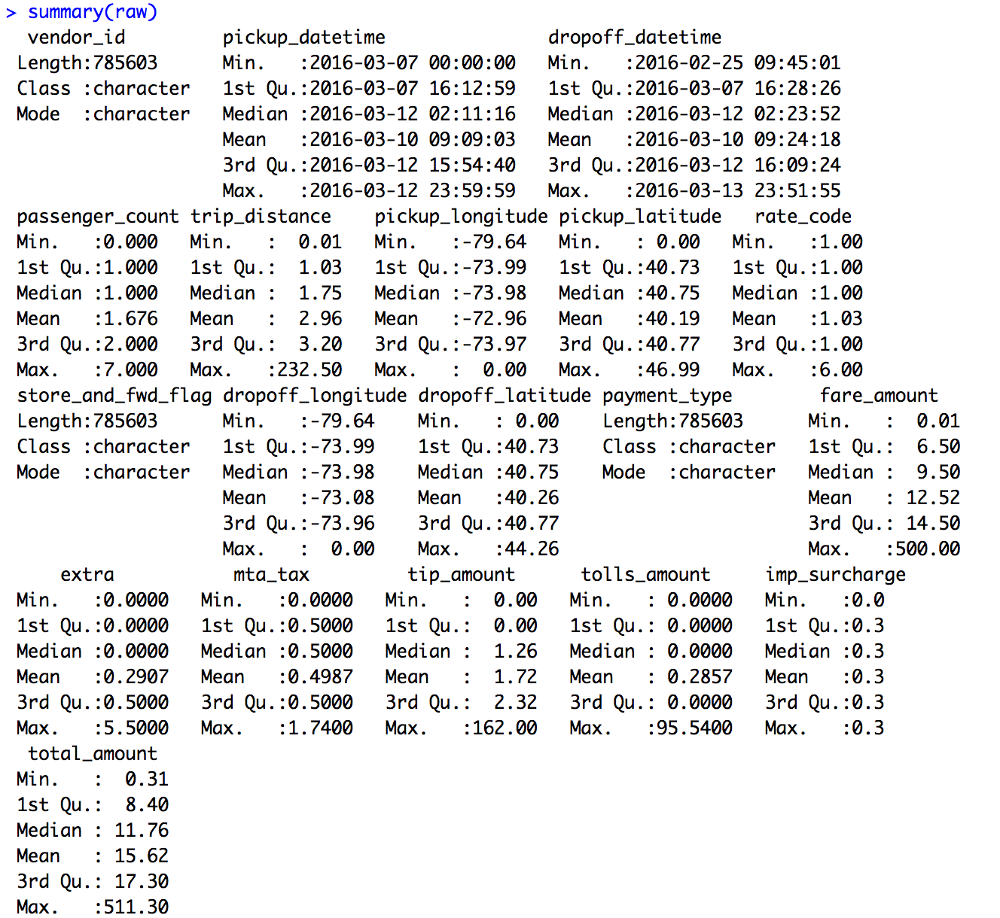 > summary(raw)
  vendor_id         pickup_datetime               dropoff_datetime
 Length:785603      Min.   :2016-03-07 00:00:00   Min.   :2016-02-25 09:45:01
 Class :character   1st Qu.:2016-03-07 16:12:59   1st Qu.:2016-03-07 16:28:26
 Mode  :character   Median :2016-03-12 02:11:16   Median :2016-03-12 02:23:52
                    Mean   :2016-03-10 09:09:03   Mean   :2016-03-10 09:24:18
                    3rd Qu.:2016-03-12 15:54:40   3rd Qu.:2016-03-12 16:09:24
                    Max.   :2016-03-12 23:59:59   Max.   :2016-03-13 23:51:55
 passenger_count trip_distance    pickup_longitude pickup_latitude   rate_code
 Min.   :0.000   Min.   :  0.01   Min.   :-79.64   Min.   : 0.00   Min.   :1.00
 1st Qu.:1.000   1st Qu.:  1.03   1st Qu.:-73.99   1st Qu.:40.73   1st Qu.:1.00
 Median :1.000   Median :  1.75   Median :-73.98   Median :40.75   Median :1.00
 Mean   :1.676   Mean   :  2.96   Mean   :-72.96   Mean   :40.19   Mean   :1.03
 3rd Qu.:2.000   3rd Qu.:  3.20   3rd Qu.:-73.97   3rd Qu.:40.77   3rd Qu.:1.00
 Max.   :7.000   Max.   :232.50   Max.   :  0.00   Max.   :46.99   Max.   :6.00
 store_and_fwd_flag dropoff_longitude dropoff_latitude payment_type        fare_amount
 Length:785603      Min.   :-79.64    Min.   : 0.00    Length:785603      Min.   :  0.01
 Class :character   1st Qu.:-73.99    1st Qu.:40.73    Class :character   1st Qu.:  6.50
 Mode  :character   Median :-73.98    Median :40.75    Mode  :character   Median :  9.50
                    Mean   :-73.08    Mean   :40.26                       Mean   : 12.52
                    3rd Qu.:-73.96    3rd Qu.:40.77                       3rd Qu.: 14.50
                    Max.   :  0.00    Max.   :44.26                       Max.   :500.00
     extra           mta_tax         tip_amount      tolls_amount     imp_surcharge
 Min.   :0.0000   Min.   :0.0000   Min.   :  0.00   Min.   : 0.0000   Min.   :0.0
 1st Qu.:0.0000   1st Qu.:0.5000   1st Qu.:  0.00   1st Qu.: 0.0000   1st Qu.:0.3
 Median :0.0000   Median :0.5000   Median :  1.26   Median : 0.0000   Median :0.3
 Mean   :0.2907   Mean   :0.4987   Mean   :  1.72   Mean   : 0.2857   Mean   :0.3
 3rd Qu.:0.5000   3rd Qu.:0.5000   3rd Qu.:  2.32   3rd Qu.: 0.0000   3rd Qu.:0.3
 Max.   :5.5000   Max.   :1.7400   Max.   :162.00   Max.   :95.5400   Max.   :0.3
  total_amount
 Min.   :  0.31
 1st Qu.:  8.40
 Median : 11.76
 Mean   : 15.62
 3rd Qu.: 17.30
 Max.   :511.30